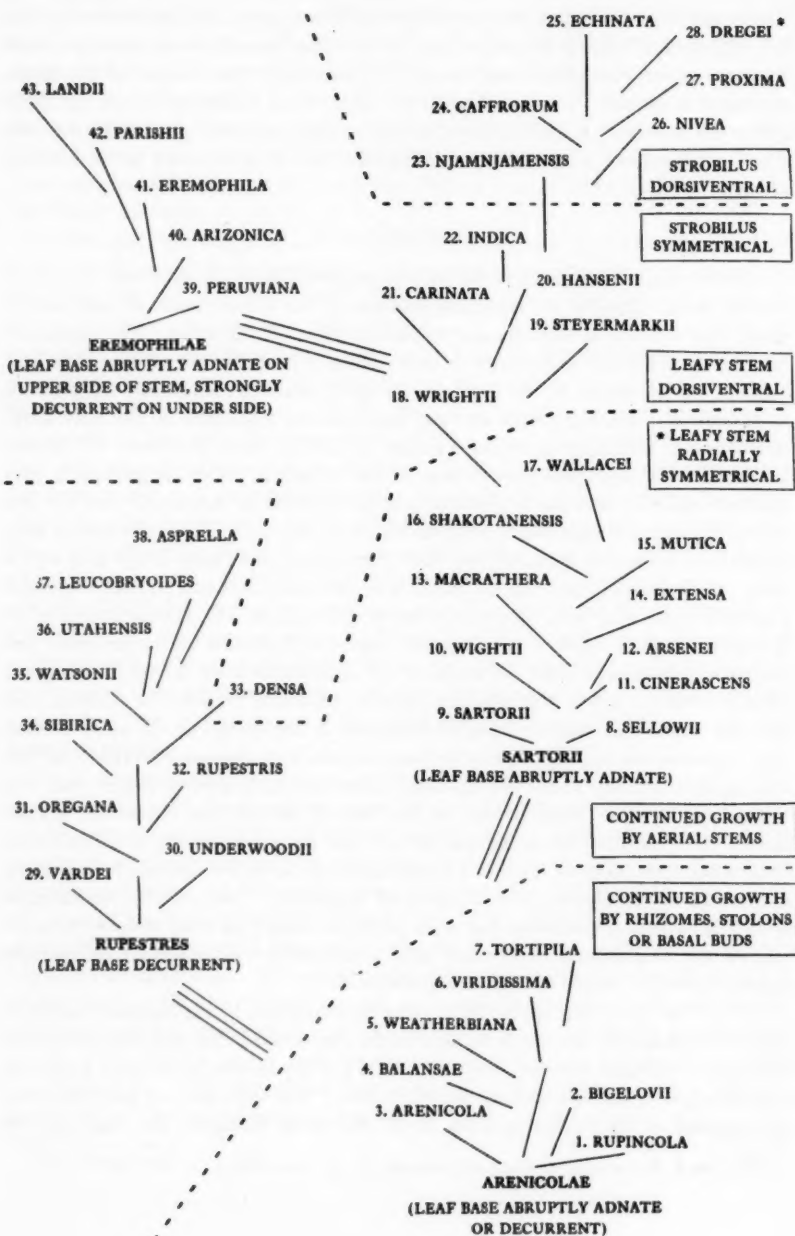 25. ECHINATA
28. DREGEI *
43. LANDII
27. PROXIMA
24. CAFFRORUM
42. PARISHII
26. NIVEA
23. NJAMNJAMENSIS
STROBILUS
DORSIVENTRAL
41. EREMOPHILA
STROBILUS
SYMMETRICAL
40. ARIZONICA
22. INDICA
20. HANSENII
39. PERUVIANA
21. CARINATA
19. STEYERMARKII
EREMOPHILAE
(LEAF BASE ABRUPTLY ADNATE ON
UPPER SIDE OF STEM, STRONGLY
DECURRENT ON UNDER SIDE)
LEAFY STEM
DORSIVENTRAL
18. WRIGHTII
* LEAFY STEM
RADIALLY
SYMMETRICAL
17. WALLACEI
16. SHAKOTANENSIS
38. ASPRELLA
15. MUTICA
37. LEUCOBRYOIDES
13. MACRATHERA
14. EXTENSA
36. UTAHENSIS
10. WIGHTII
12. ARSENEI
35. WATSONII
33. DENSA
11. CINERASCENS
34. SIBIRICA
9. SARTORII
8. SELLOWII
SARTORII
(LEAF BASE ABRUPTLY ADNATE)
32. RUPESTRIS
31. OREGANA
CONTINUED GROWTH
BY AERIAL STEMS
30. UNDERWOODII
29. VARDEI
CONTINUED GROWTH
BY RHIZOMES, STOLONS
OR BASAL BUDS
RUPESTRES
(LEAF BASE DECURRENT)
7. TORTIPILA
6. VIRIDISSIMA
5. WEATHERBIANA
4. BALANSAE
2. BIGELOVII
3. ARENICOLA
1. RUPINCOLA
ARENICOLAE
(LEAF BASE ABRUPTLY ADNATE
OR DECURRENT)